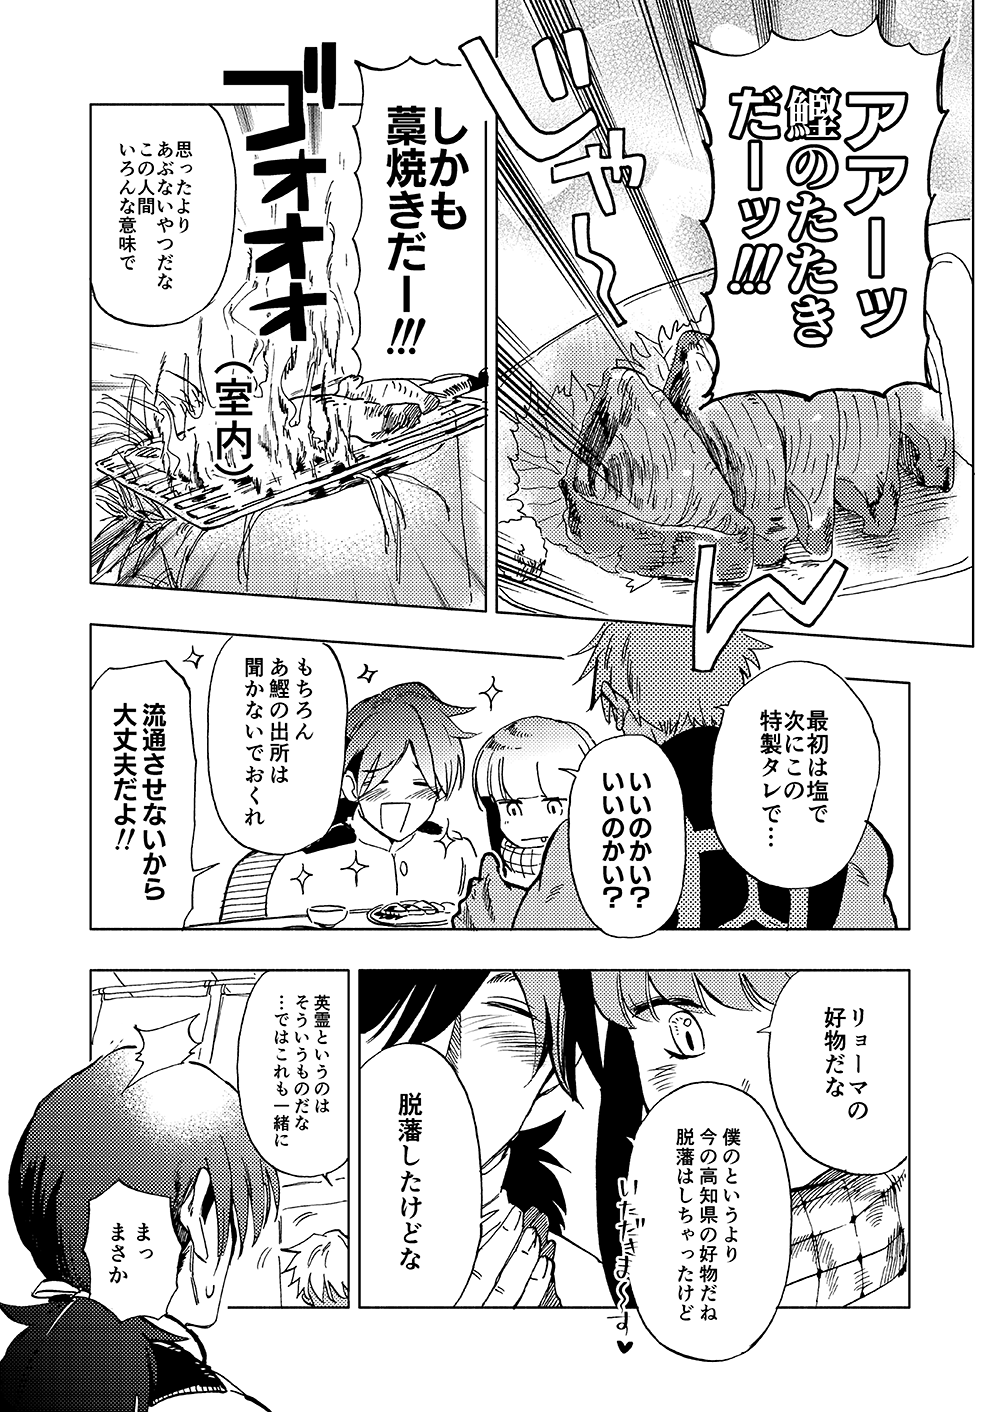 アアーッ
鰹のたたき
だーッ!!!
じゃ〜〜ん
しかも
藁焼きだー!!!
ゴォォォォ
(室内)
思ったより
あぶないやつだな
この人間
いろんな意味で
最初は塩で
次にこの
特製タレで…
いいのかい?
いいのかい?
もちろん
あ鰹の出所は
聞かないでおくれ
流通させないから
大丈夫だよ!!
リョーマの
好物だな
僕のというより
今の高知県の好物だね
脱藩はしちゃったけど
いただきま〜す♥
脱藩したけどな
英霊というのは
そういうものだな
…ではこれも一緒に
まっ
まさか